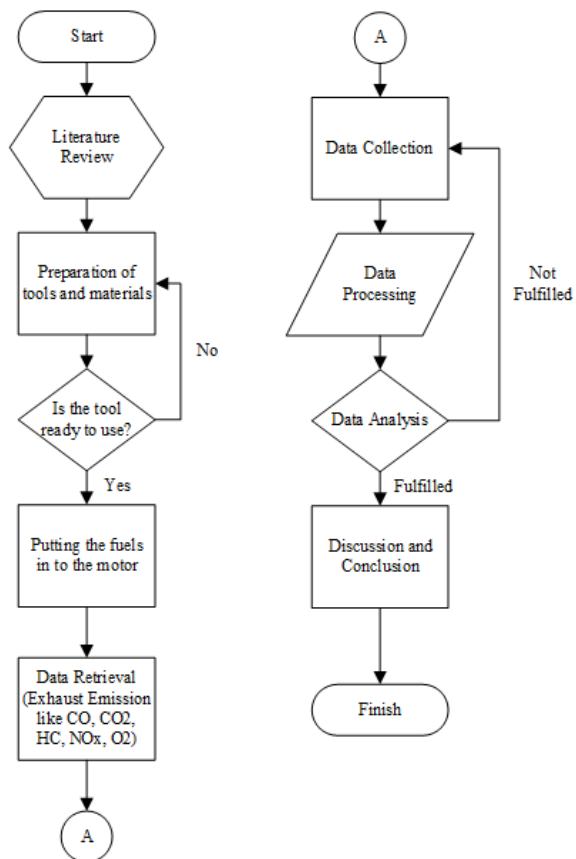 Start
Literature
Review
Preparation of
tools and materials
No
Is the tool
ready to use?
Yes
Putting the fuels
in to the motor
Data Retrieval
(Exhaust Emission
like CO, CO2,
HC, NOx, O2)
A
A
Data Collection
Data
Processing
Not
Fulfilled
Data Analysis
Fulfilled
Discussion and
Conclusion
Finish